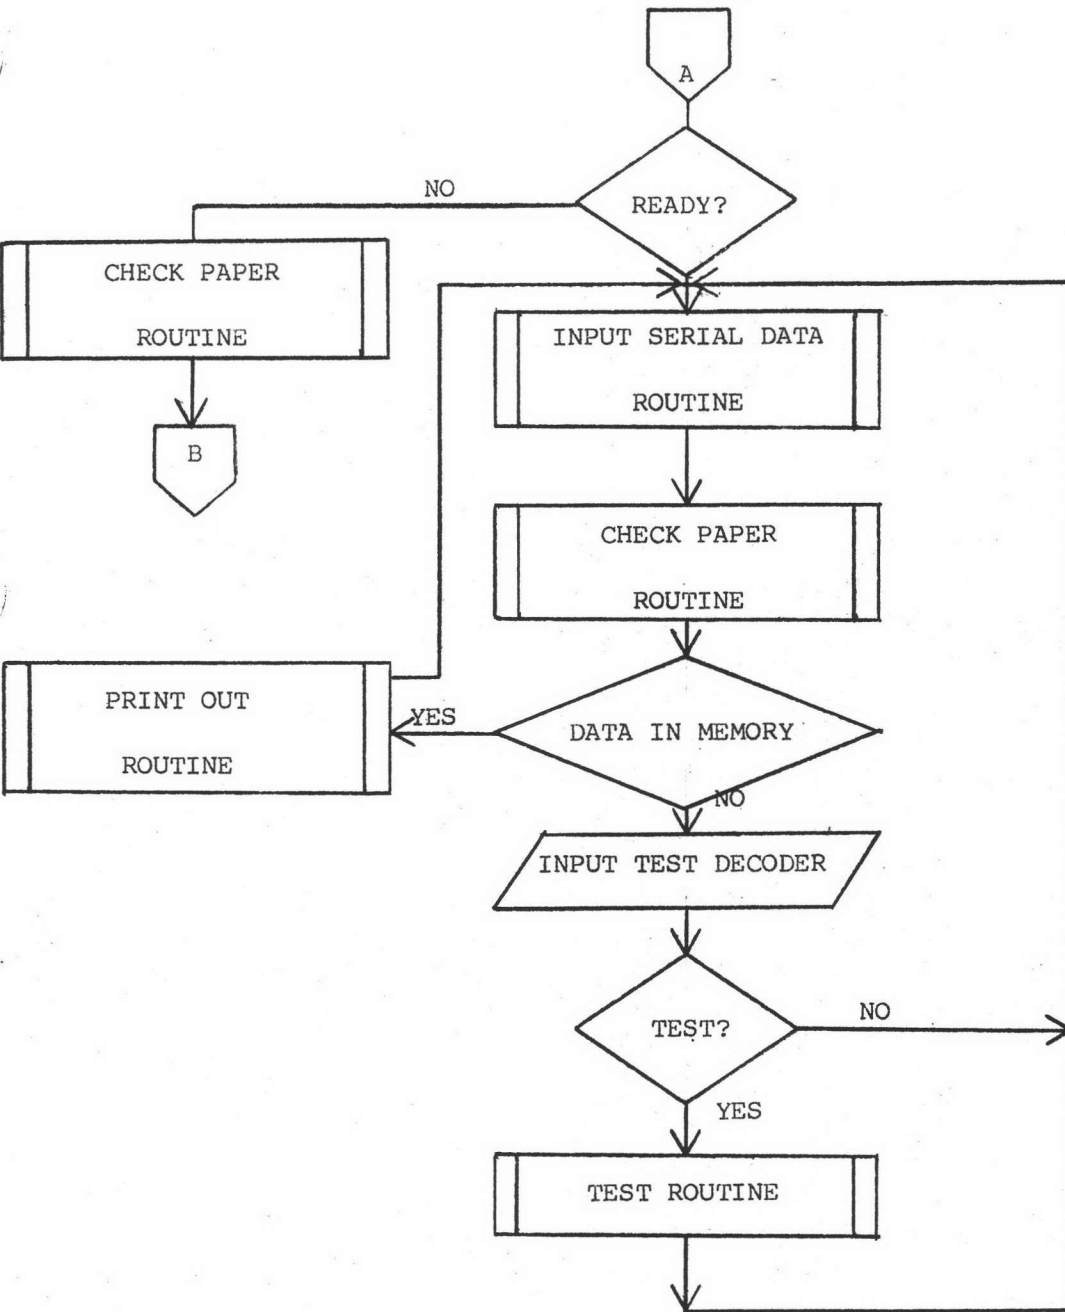 A
READY?
NO
CHECK PAPER
ROUTINE
B
INPUT SERIAL DATA
ROUTINE
CHECK PAPER
ROUTINE
PRINT OUT
ROUTINE
YES
DATA IN MEMORY
NO
INPUT TEST DECODER
TEST?
NO
YES
TEST ROUTINE